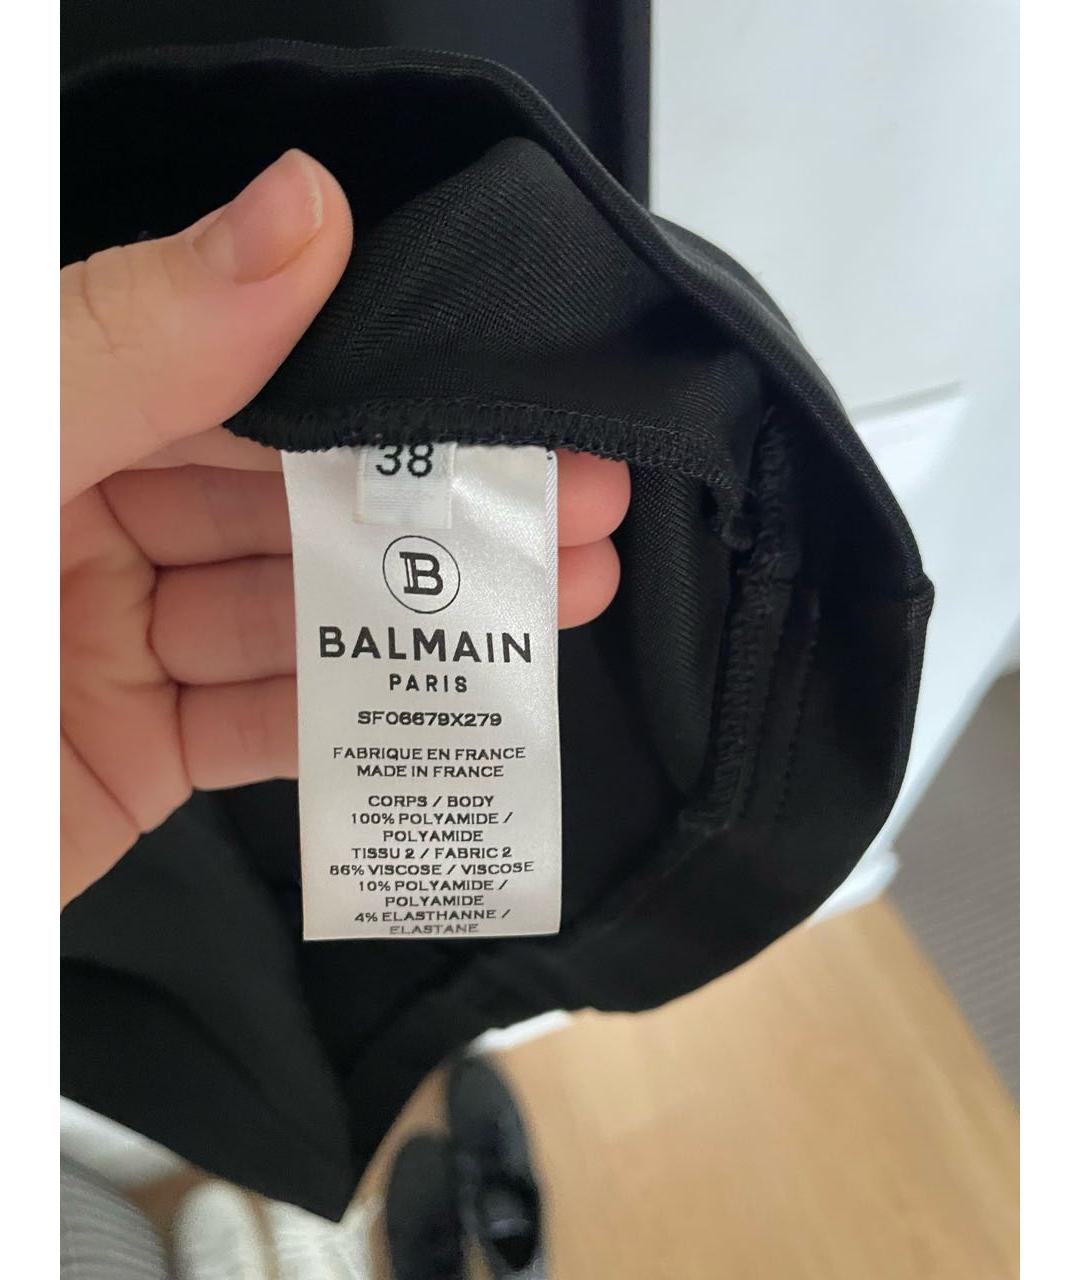 38
B
BALMAIN
PARIS
SF06679X279
FABRIQUE EN FRANCE
MADE IN FRANCE
CORPS / BODY
100% POLYAMIDE /
POLYAMIDE
TISSU 2 / FABRIC 2
86% VISCOSE / VISCOSE
10% POLYAMIDE /
POLYAMIDE
4% ELASTHANNE /
ELASTANE